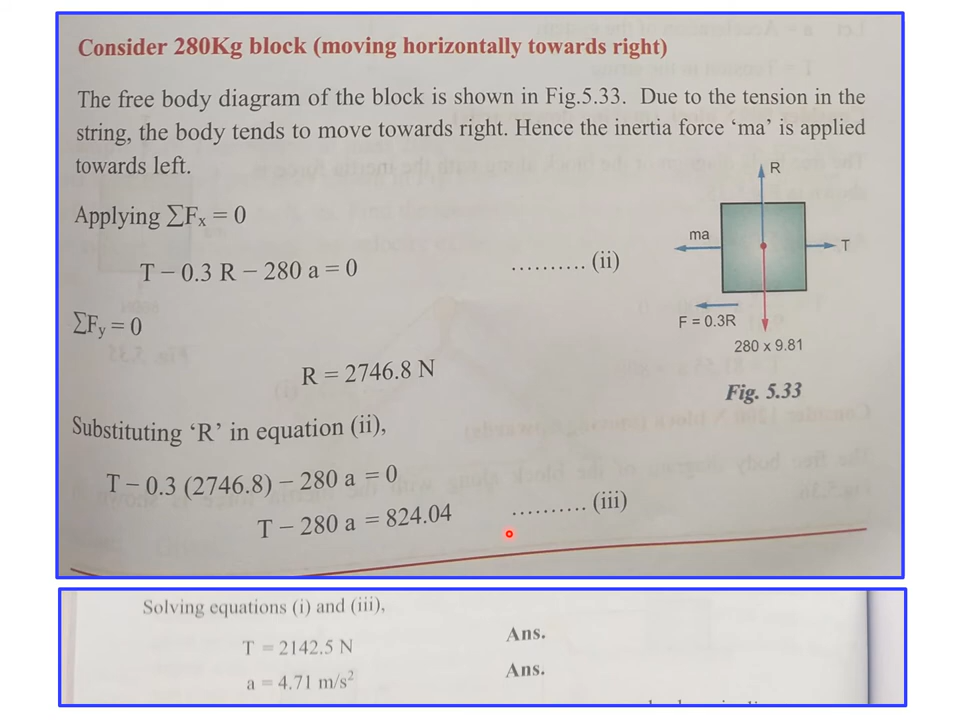 Consider 280Kg block (moving horizontally towards right)
The free body diagram of the block is shown in Fig.5.33. Due to the tension in the
string, the body tends to move towards right. Hence the inertia force ‘ma’ is applied
towards left.
R
Applying ΣFx = 0
ma
T
T − 0.3 R − 280 a = 0 .......... (ii)
ΣFy = 0
F = 0.3R
280 x 9.81
R = 2746.8 N
Fig. 5.33
Substituting ‘R’ in equation (ii),
T − 0.3 (2746.8) − 280 a = 0
T − 280 a = 824.04 .......... (iii)
Solving equations (i) and (iii),
T = 2142.5 N Ans.
a = 4.71 m/s² Ans.